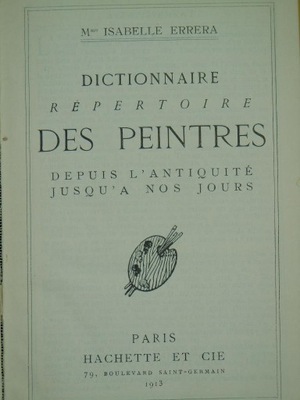 Mme ISABELLE ERRERA
DICTIONNAIRE
RÉPERTOIRE
DES PEINTRES
DEPUIS L'ANTIQUITÉ
JUSQU'A NOS JOURS
PARIS
HACHETTE ET CIE
79, BOULEVARD SAINT-GERMAIN
1913